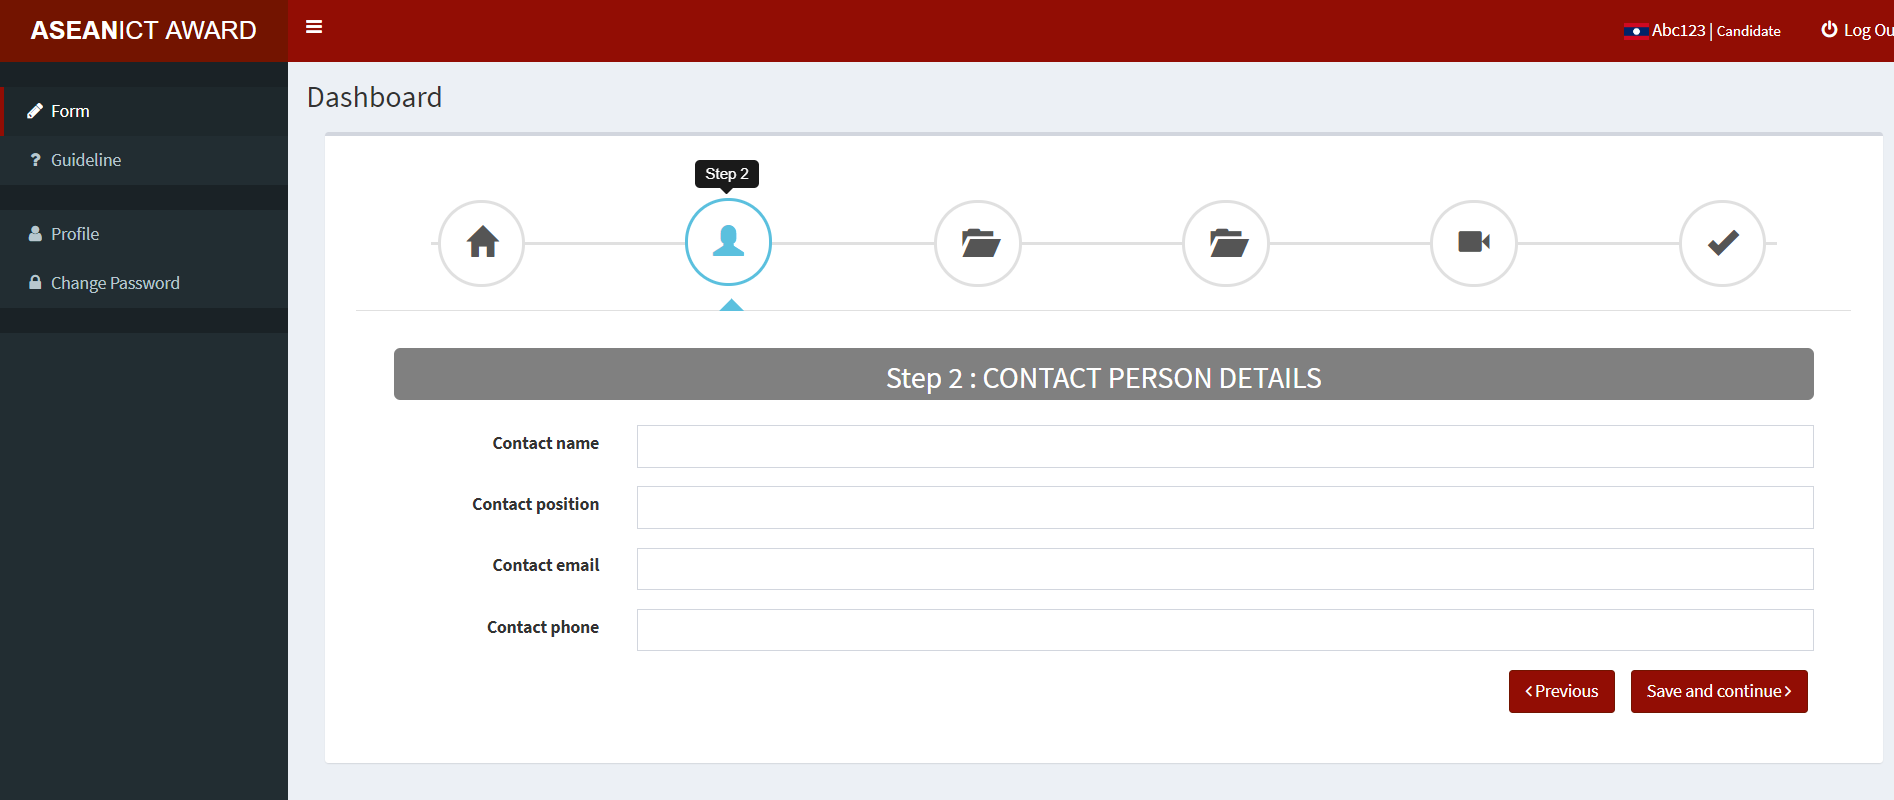 ASEANICT AWARD
Abc123 | Candidate
Log Ou
Form
Guideline
Profile
Change Password
Dashboard
Step 2
Step 2 : CONTACT PERSON DETAILS
Contact name
Contact position
Contact email
Contact phone
Previous
Save and continue